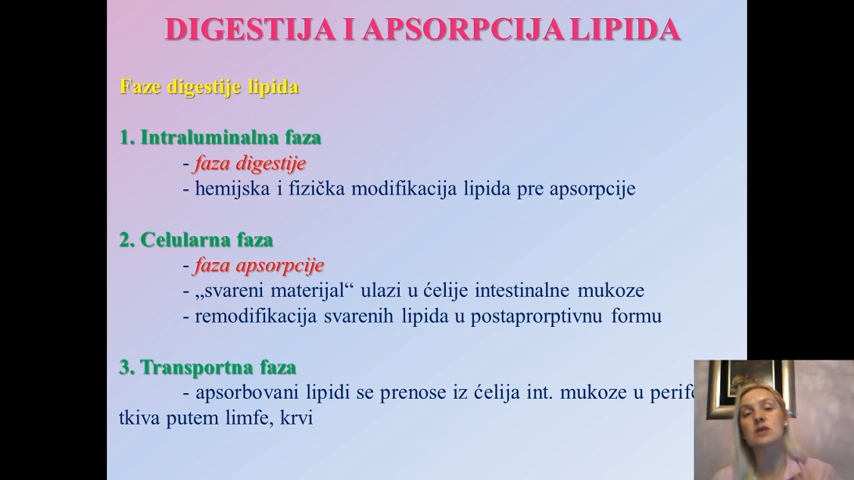 DIGESTIJA I APSORPCIJA LIPIDA
Faze digestije lipida
1. Intraluminalna faza
- faza digestije
- hemijska i fizička modifikacija lipida pre apsorpcije
2. Celularna faza
- faza apsorpcije
- „svareni materijal“ ulazi u ćelije intestinalne mukoze
- remodifikacija svarenih lipida u postaprorptivnu formu
3. Transportna faza
- apsorbovani lipidi se prenose iz ćelija int. mukoze u
tkiva putem limfe, krvi